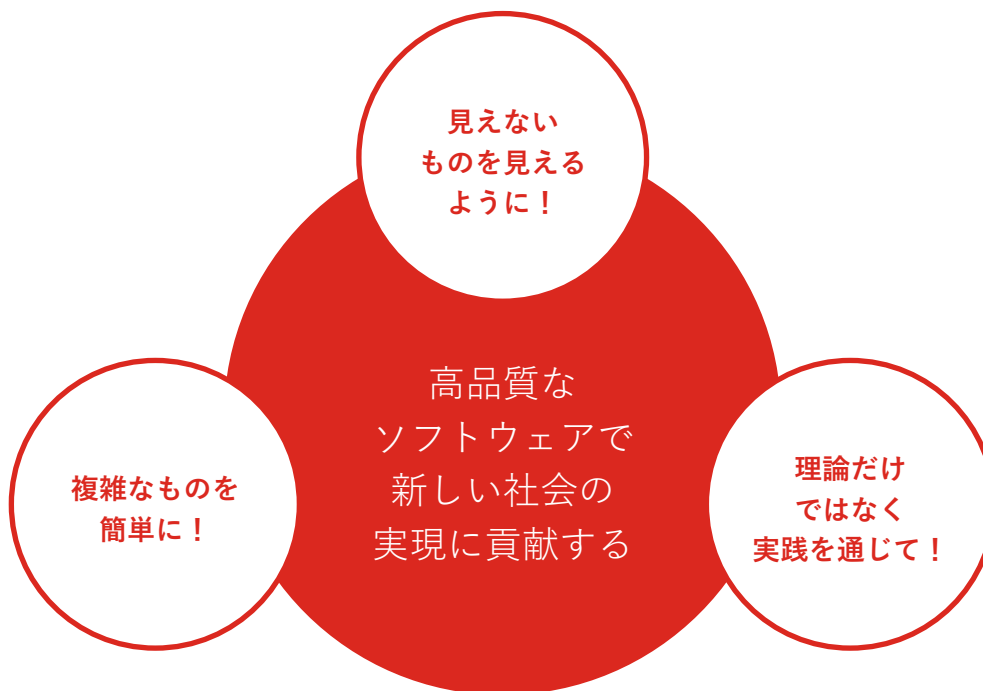 見えない
ものを見える
ように！
高品質な
ソフトウェアで
新しい社会の
実現に貢献する
複雑なものを
簡単に！
理論だけ
ではなく
実践を通じて！